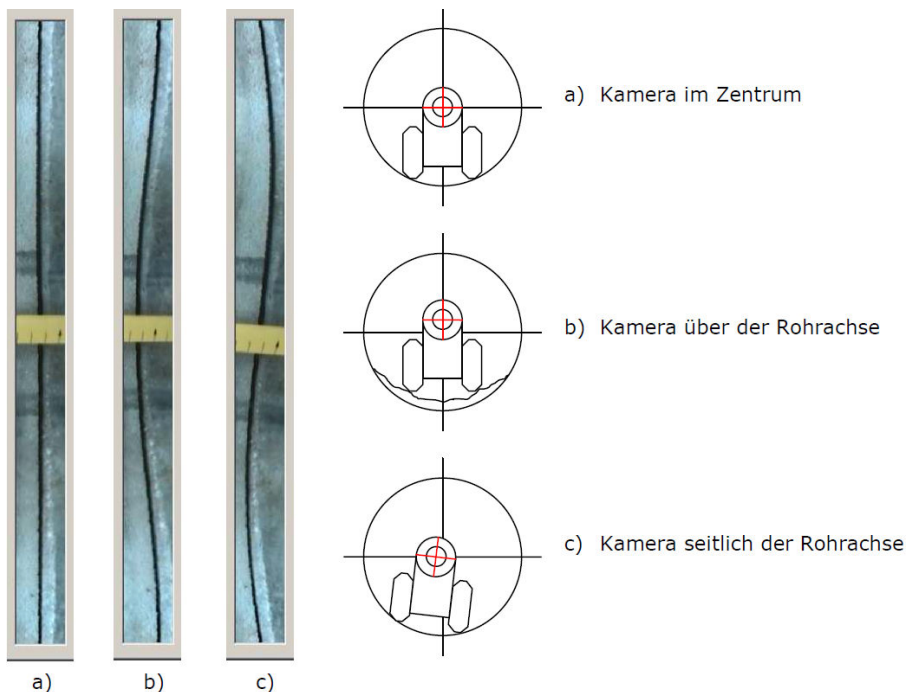 a) Kamera im Zentrum
b) Kamera über der Rohrachse
c) Kamera seitlich der Rohrachse
a) b) c)